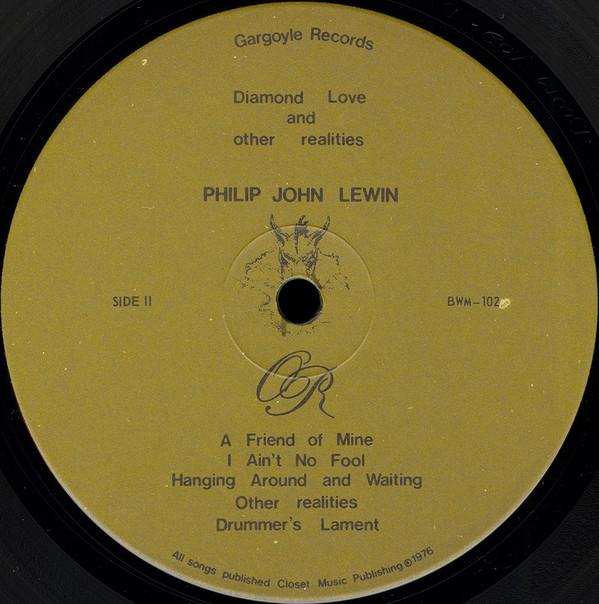 Gargoyle Records
Diamond Love
and
other realities
PHILIP JOHN LEWIN
SIDE II
BWM-102
OR
A Friend of Mine
I Ain't No Fool
Hanging Around and Waiting
Other realities
Drummer's Lament
All songs published Closet Music Publishing © 1976